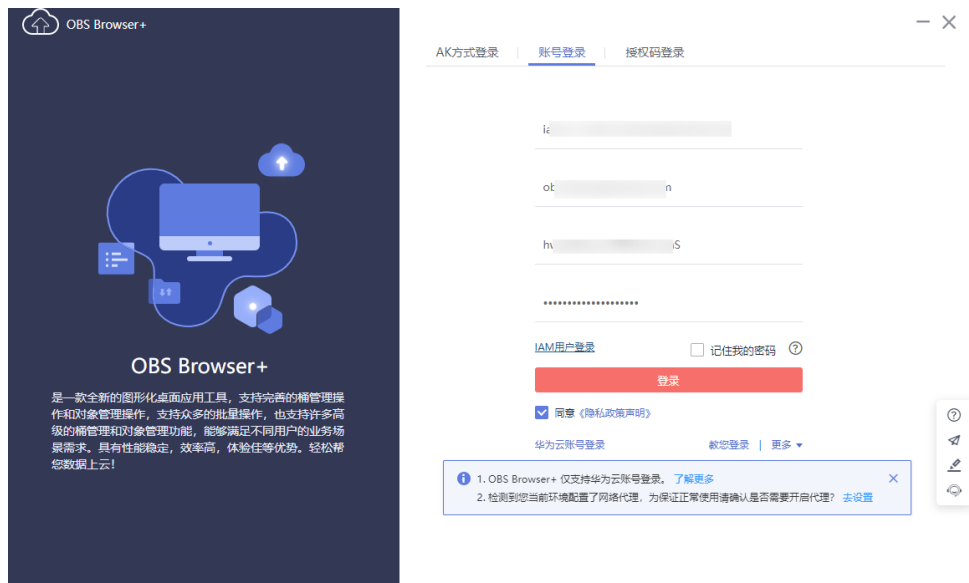 OBS Browser+
AK方式登录
账号登录
授权码登录
OBS Browser+
是一款全新的图形化桌面应用工具，支持完善的桶管理操
作和对象管理操作，支持众多的批量操作，也支持许多高
级的桶管理和对象管理功能，能够满足不同用户的业务场
景需求。具有性能稳定，效率高，体验佳等优势。轻松帮
您数据上云！
IAM用户登录
记住我的密码
登录
同意《隐私政策声明》
华为云账号登录
教您登录 | 更多
1. OBS Browser+ 仅支持华为云账号登录。 了解更多
2. 检测到您当前环境配置了网络代理，为保证正常使用请确认是否需要开启代理？ 去设置